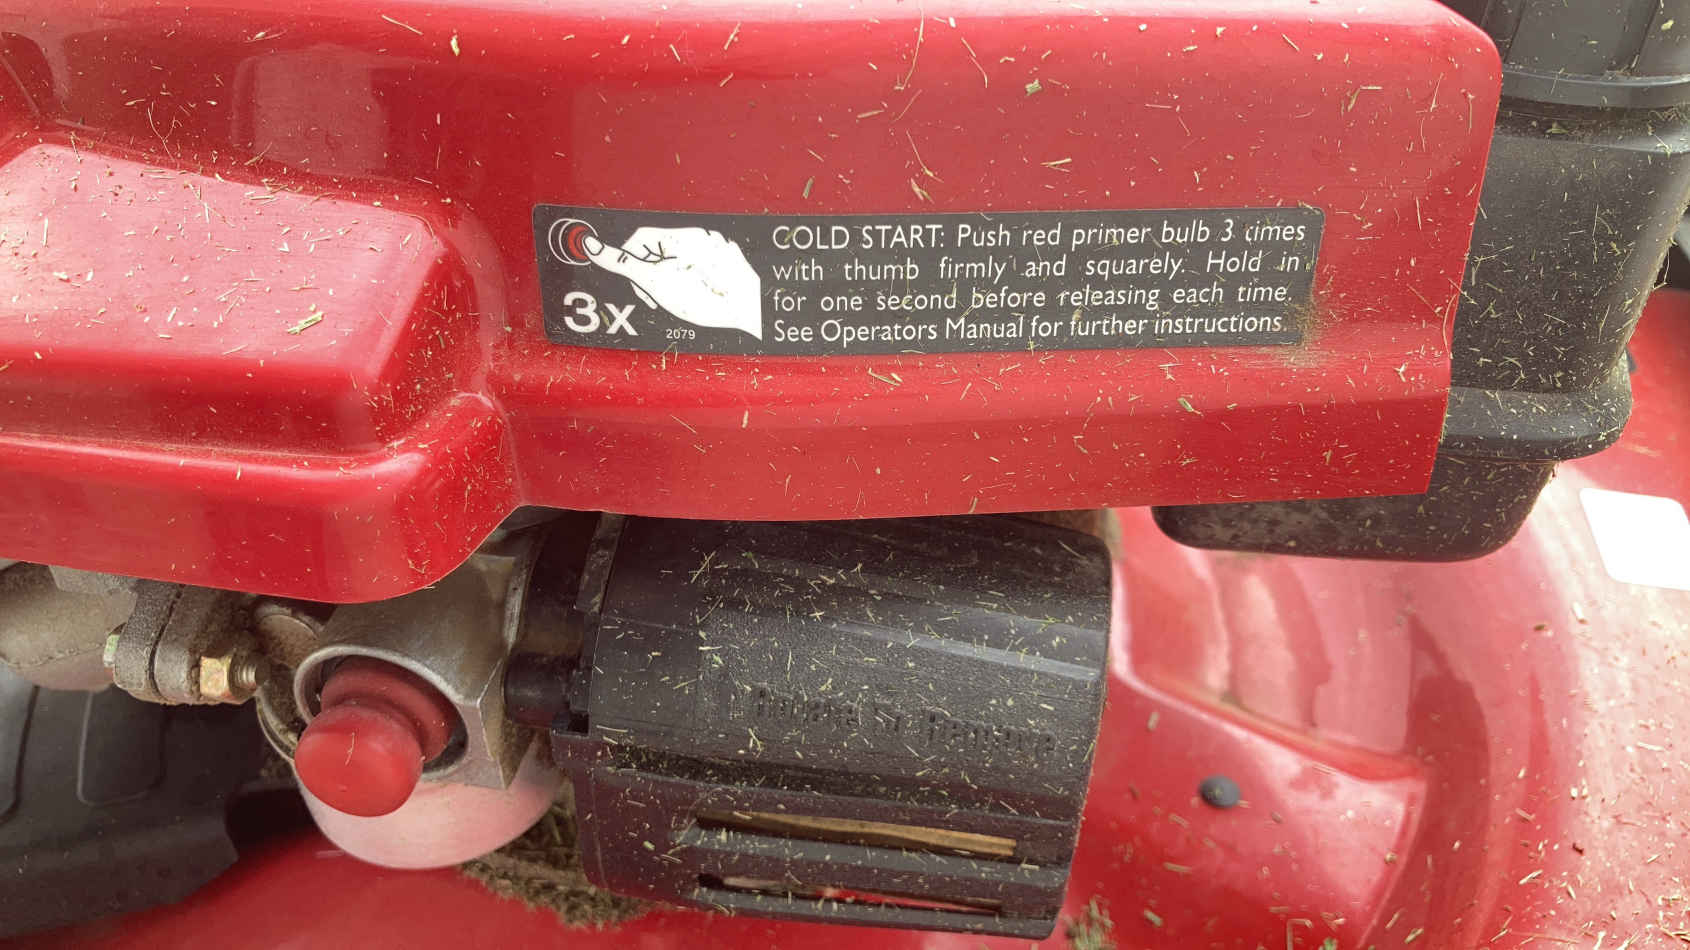 COLD START: Push red primer bulb 3 times
with thumb firmly and squarely. Hold in
for one second before releasing each time.
See Operators Manual for further instructions.
3x
2079